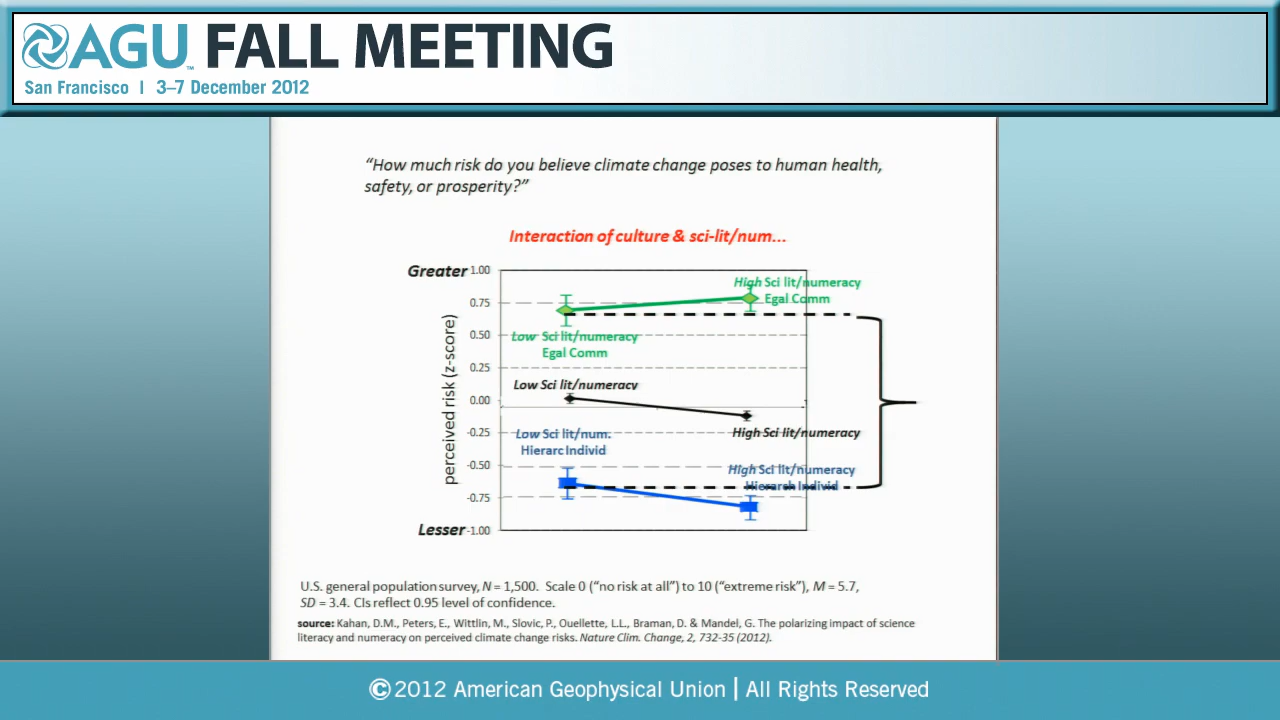 AGU™ FALL MEETING
San Francisco | 3–7 December 2012
“How much risk do you believe climate change poses to human health,
safety, or prosperity?”
Interaction of culture & sci-lit/num...
Greater
1.00
0.75
0.50
0.25
0.00
-0.25
-0.50
-0.75
-1.00
Lesser
perceived risk (z-score)
High Sci lit/numeracy
Egal Comm
Low Sci lit/numeracy
Egal Comm
Low Sci lit/numeracy
High Sci lit/numeracy
Low Sci lit/num.
Hierarc Individ
High Sci lit/numeracy
Hierarch Individ
U.S. general population survey, N = 1,500. Scale 0 (“no risk at all”) to 10 (“extreme risk”), M = 5.7,
SD = 3.4. CIs reflect 0.95 level of confidence.
source: Kahan, D.M., Peters, E., Wittlin, M., Slovic, P., Ouellette, L.L., Braman, D. & Mandel, G. The polarizing impact of science
literacy and numeracy on perceived climate change risks. Nature Clim. Change, 2, 732-35 (2012).
©2012 American Geophysical Union | All Rights Reserved